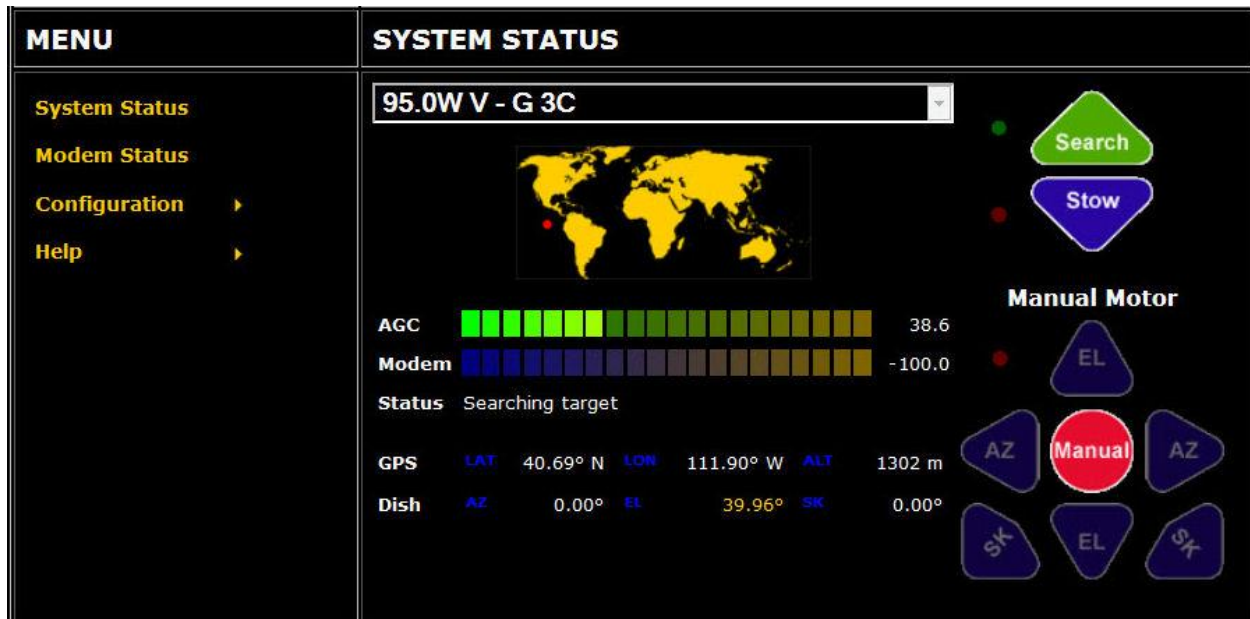 MENU
SYSTEM STATUS
System Status
Modem Status
Configuration
Help
95.0W V - G 3C
AGC 38.6
Modem -100.0
Status Searching target
GPS LAT 40.69° N LON 111.90° W ALT 1302 m
Dish AZ 0.00° EL 39.96° SK 0.00°
Search
Stow
Manual Motor
EL
AZ Manual AZ
SK EL SK